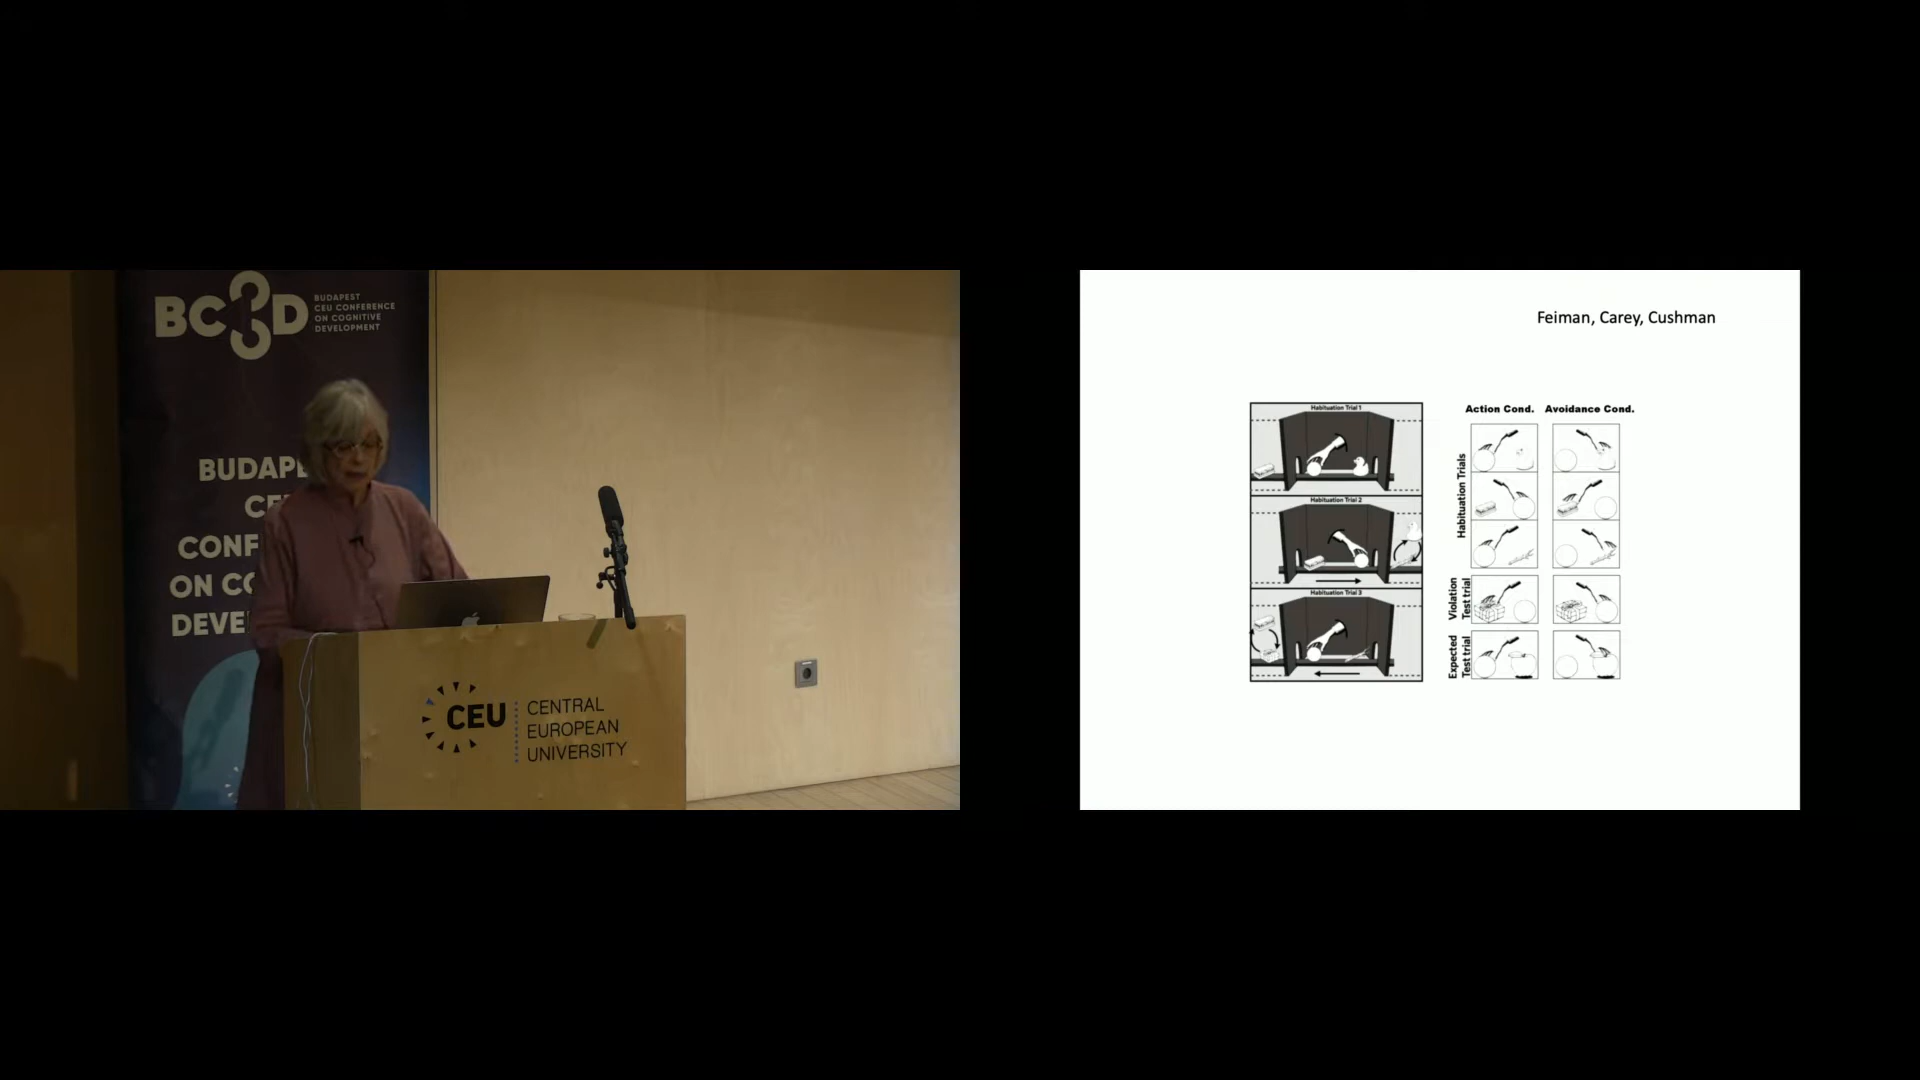 BC3D
BUDAPEST
CEU CONFERENCE
ON COGNITIVE
DEVELOPMENT
BUDAPE
CE
CONF
ON CO
DEVE
CEU
CENTRAL
EUROPEAN
UNIVERSITY
Feiman, Carey, Cushman
Habituation Trial 1
Habituation Trial 2
Habituation Trial 3
Action Cond. Avoidance Cond.
Habituation Trials
Violation
Test trial
Expected
Test trial